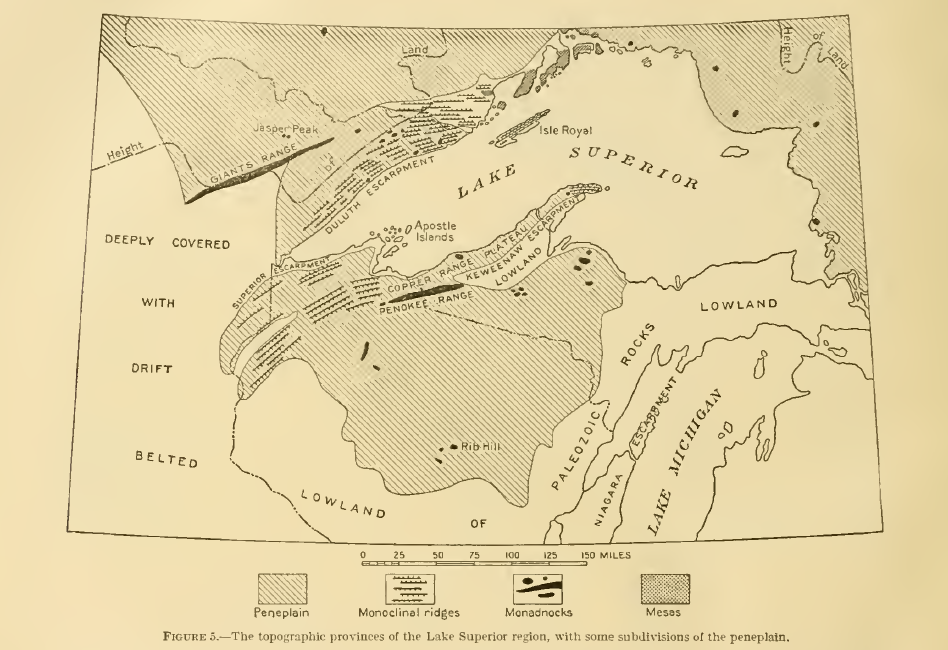 Land
Height
of
Land
Jasper Peak
Isle Royal
Height
GIANTS RANGE
of
LAKE SUPERIOR
DULUTH ESCARPMENT
Apostle
Islands
DEEPLY COVERED
SUPERIOR ESCARPMENT
COPPER RANGE PLATEAU
KEWEENAW ESCARPMENT
LOWLAND
PENOKEE RANGE
WITH
LOWLAND
ROCKS
DRIFT
ESCARPMENT
LAKE MICHIGAN
PALEOZOIC
Rib Hill
BELTED
LOWLAND
OF
NIAGARA
0 25 50 75 100 125 150 MILES
Peneplain
Monoclinal ridges
Monadnocks
Mesas
FIGURE 5.—The topographic provinces of the Lake Superior region, with some subdivisions of the peneplain.